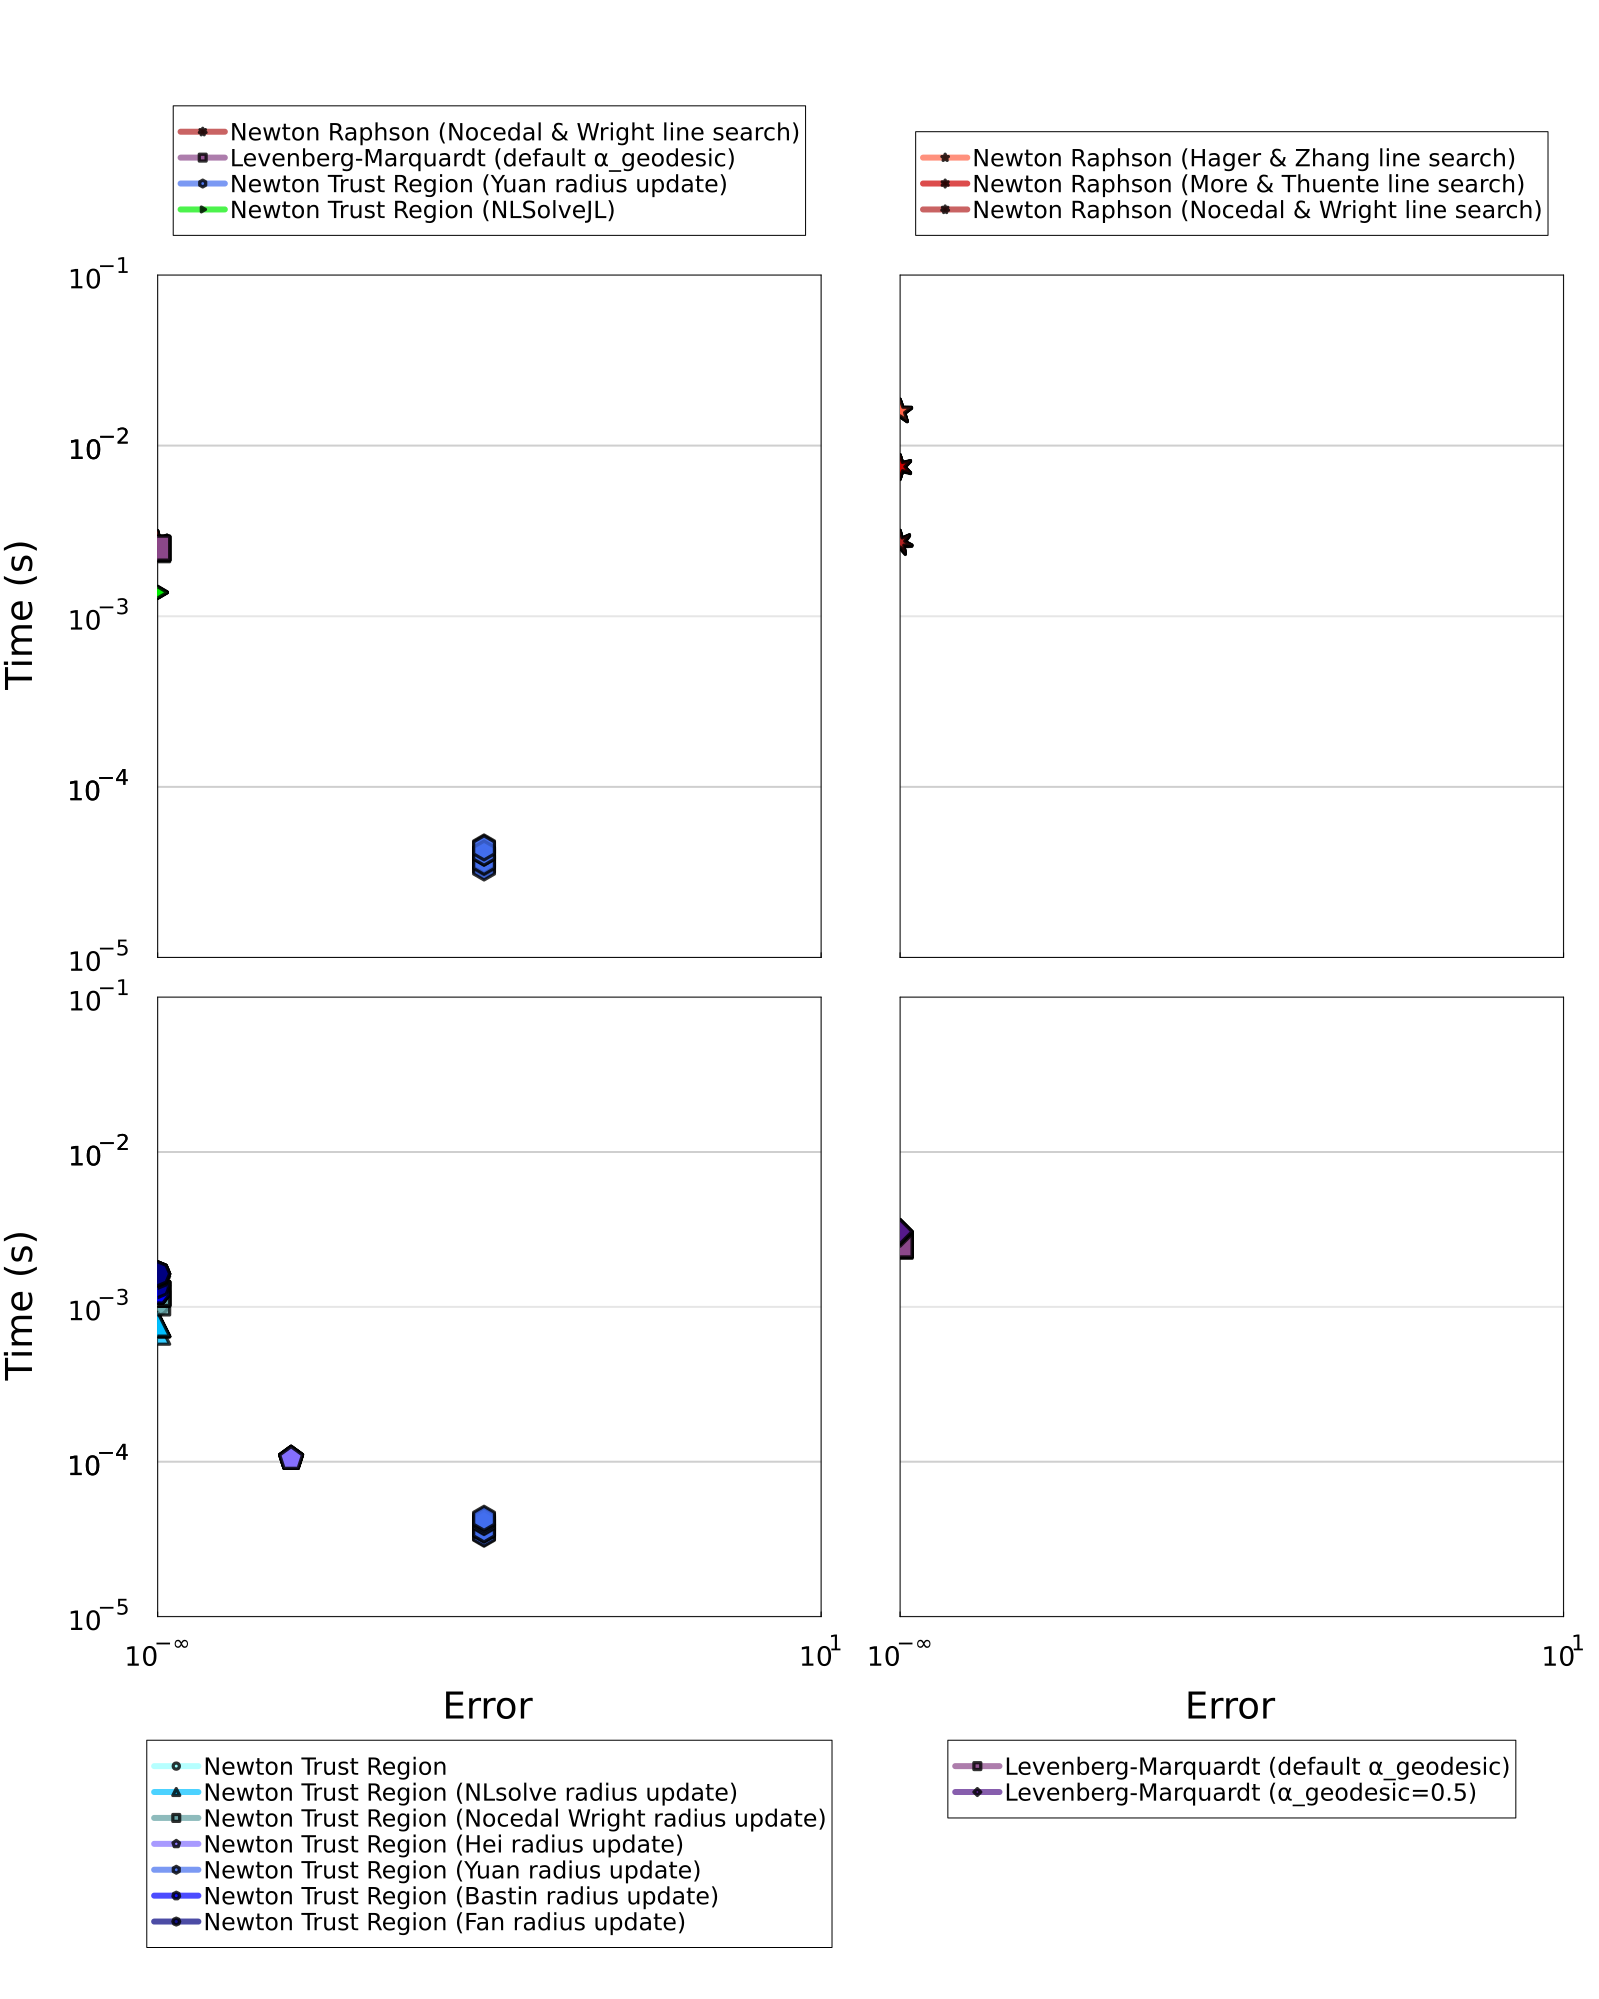 Newton Raphson (Nocedal & Wright line search)
Levenberg-Marquardt (default α_geodesic)
Newton Trust Region (Yuan radius update)
Newton Trust Region (NLSolveJL)
Newton Raphson (Hager & Zhang line search)
Newton Raphson (More & Thuente line search)
Newton Raphson (Nocedal & Wright line search)
10⁻¹
10⁻²
10⁻³
10⁻⁴
10⁻⁵
Time (s)
10⁻¹
10⁻²
10⁻³
10⁻⁴
10⁻⁵
Time (s)
10^−∞
10¹
10^−∞
10¹
Error
Error
Newton Trust Region
Newton Trust Region (NLsolve radius update)
Newton Trust Region (Nocedal Wright radius update)
Newton Trust Region (Hei radius update)
Newton Trust Region (Yuan radius update)
Newton Trust Region (Bastin radius update)
Newton Trust Region (Fan radius update)
Levenberg-Marquardt (default α_geodesic)
Levenberg-Marquardt (α_geodesic=0.5)